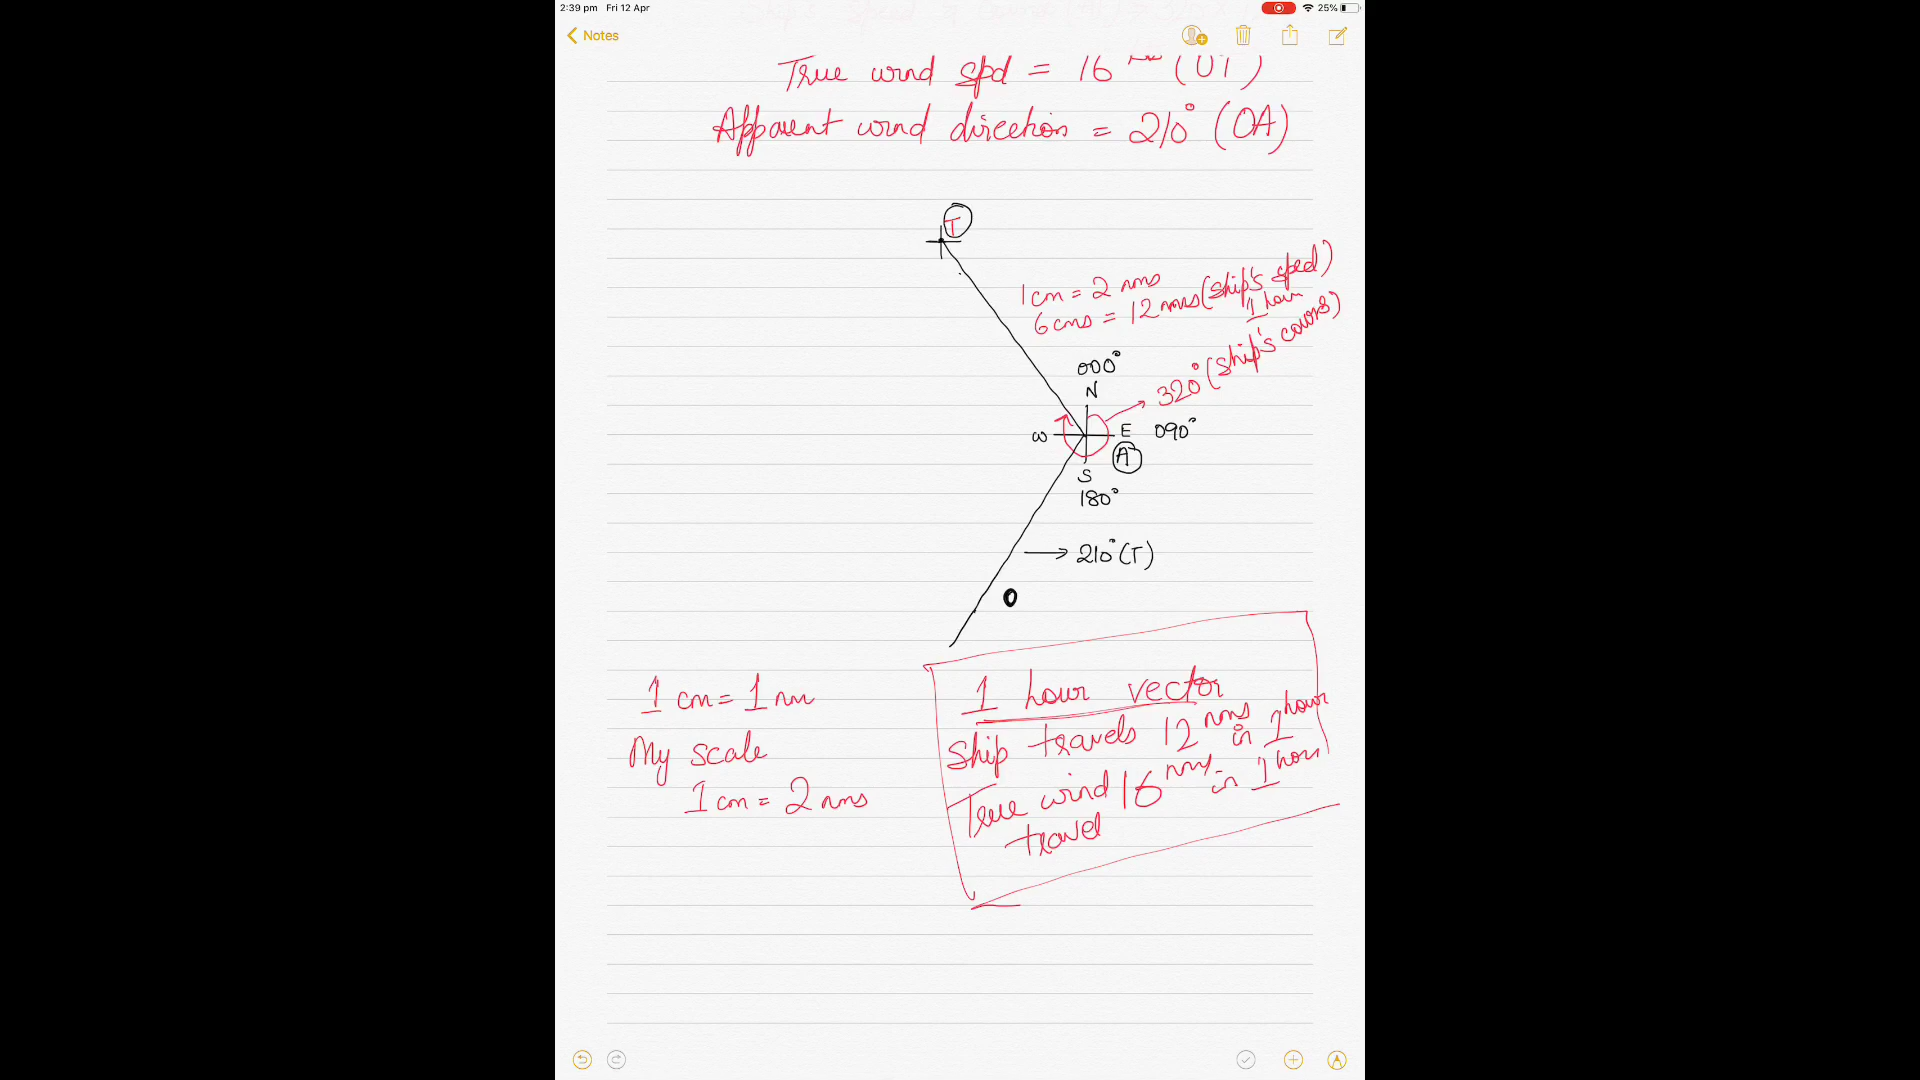 2:39 pm Fri 12 Apr
25%
Notes
True wind spd = 16 (OT)
Apparent wind direction = 210° (OA)
T
1 cm = 2 nms
6 cms = 12 nms (ship's speed)
1 hour
000°
N
320° (ship's cours)
W
E 090°
A
S
180°
210° (T)
O
1 hour vector
1 cm = 1 nm
Ship travels 12 nms in 1 hour
My scale
1 cm = 2 nms
True wind 16 nms in 1 hour
travel